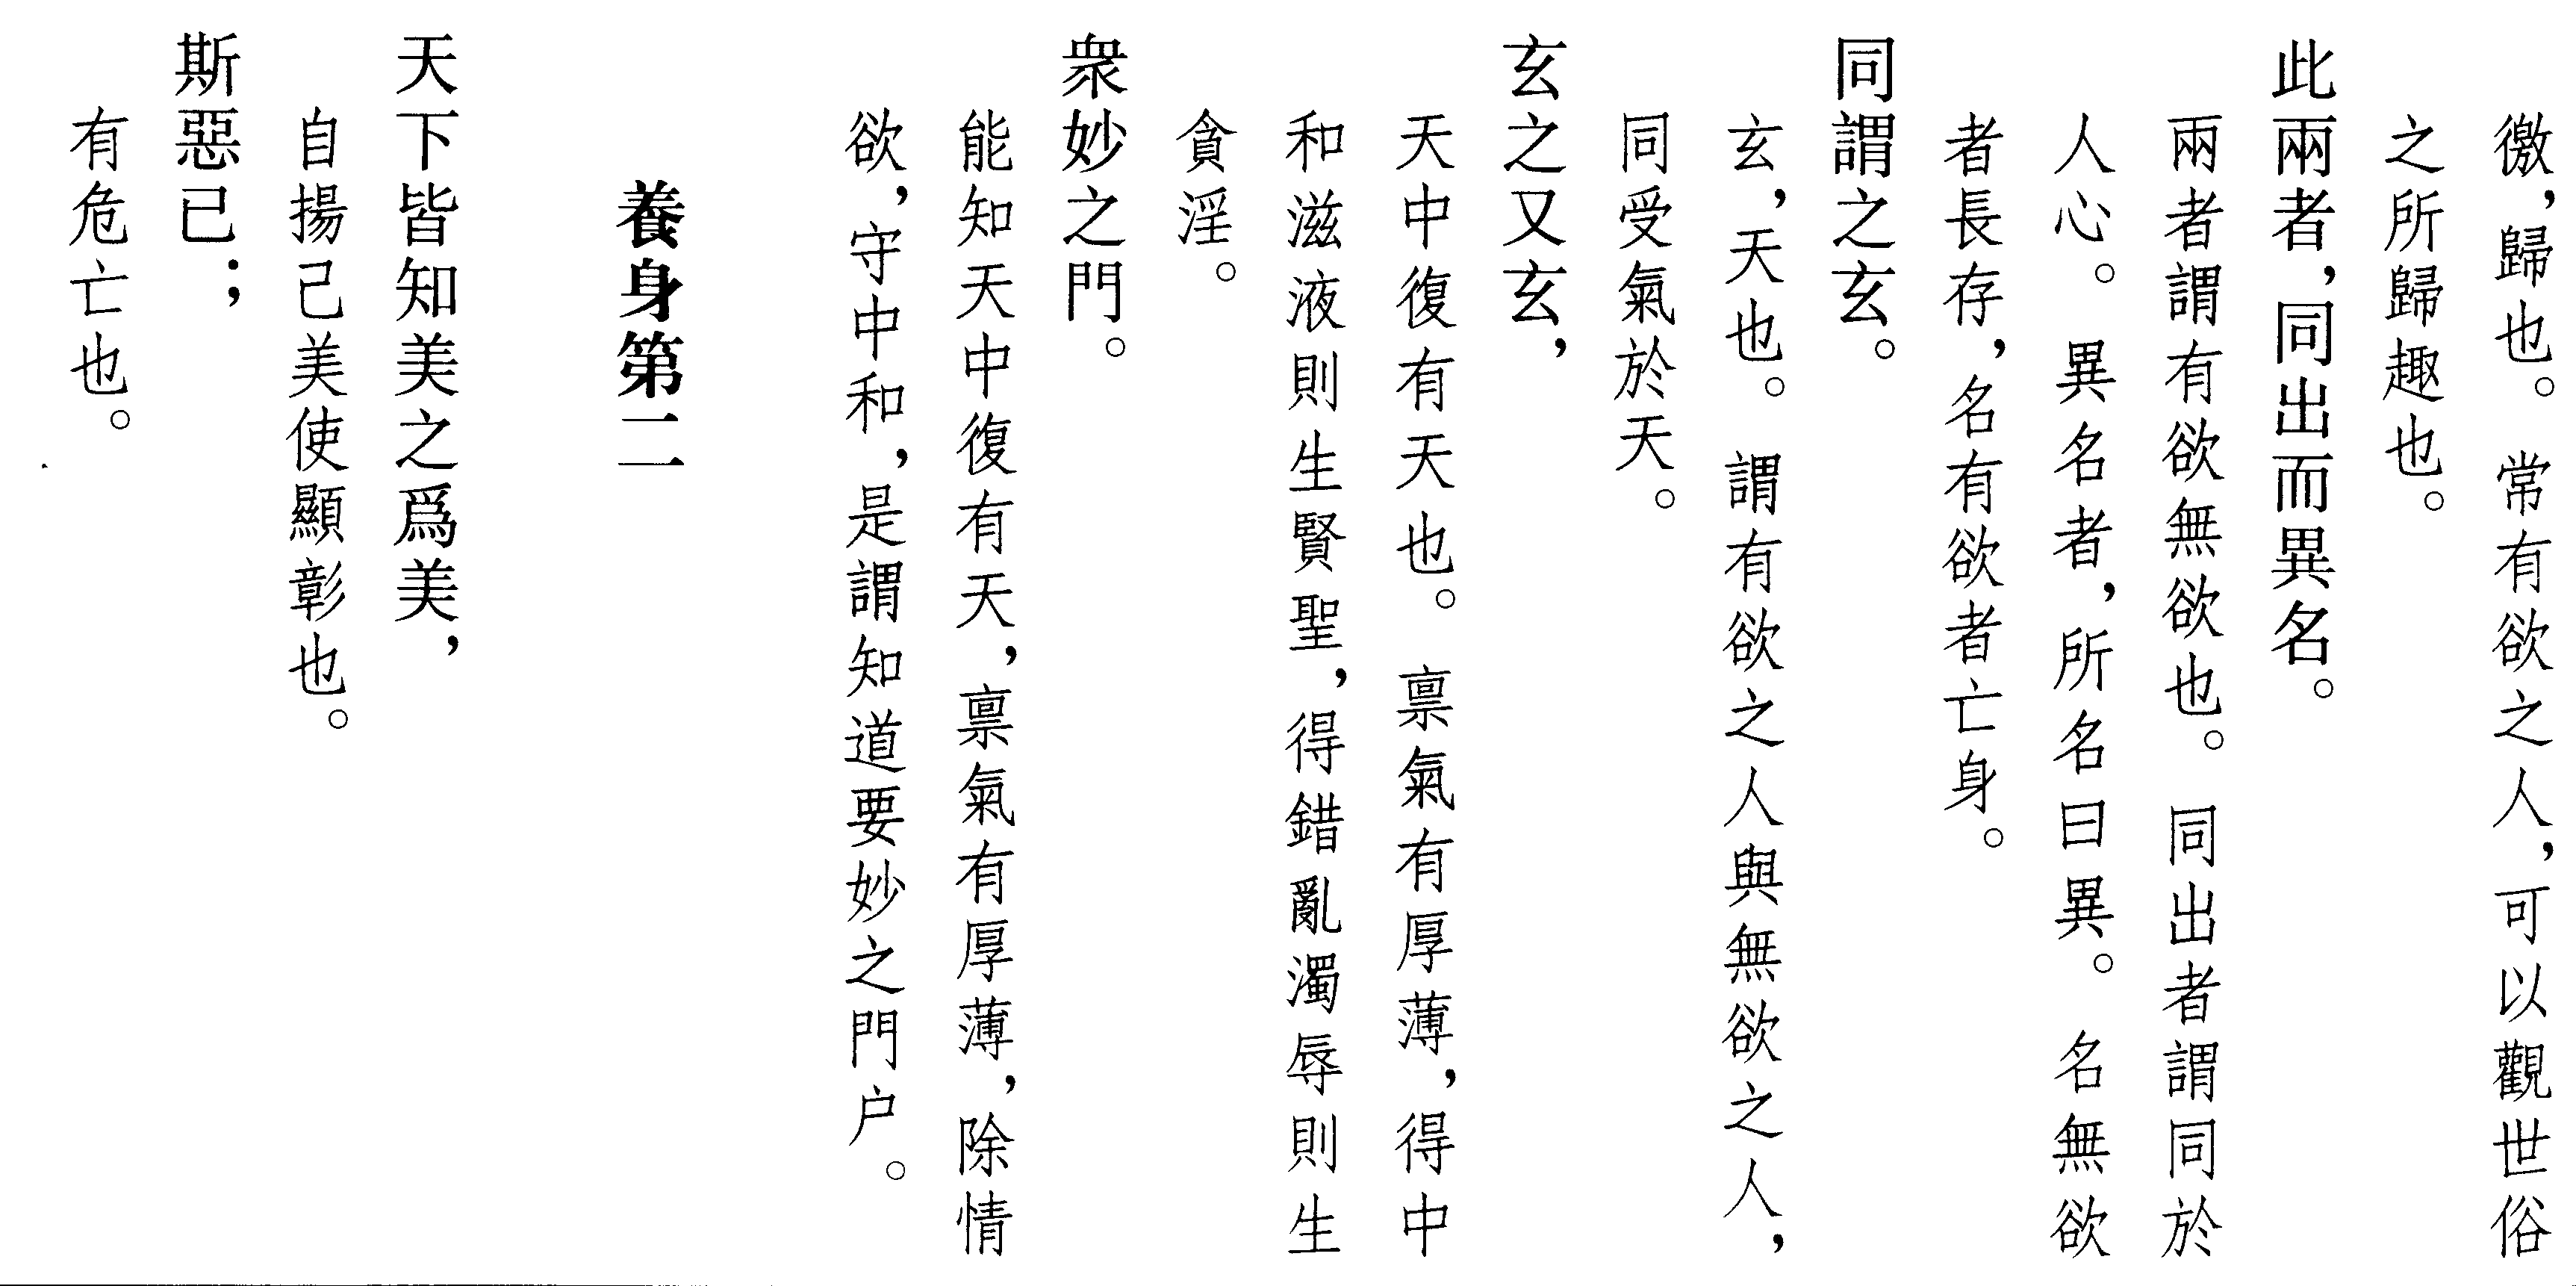 徼，歸也。常有欲之人，可以觀世俗
之所歸趣也。
此兩者，同出而異名。
兩者謂有欲無欲也。同出者謂同於
人心。異名者，所名曰異。名無欲
者長存，名有欲者亡身。
同謂之玄。
玄，天也。謂有欲之人與無欲之人，
同受氣於天。
玄之又玄，
天中復有天也。禀氣有厚薄，得中
和滋液則生賢聖，得錯亂濁辱則生
貪淫。
衆妙之門。
能知天中復有天，禀氣有厚薄，除情
欲，守中和，是謂知道要妙之門户。
養身第二
天下皆知美之爲美，
自揚己美使顯彰也。
斯惡已；
有危亡也。